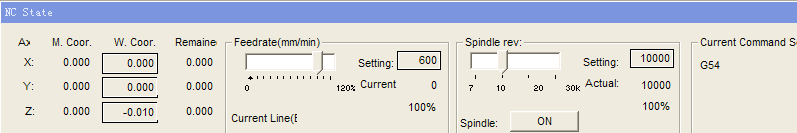 NC State
Ax M. Coor. W. Coor. Remaine
X: 0.000 0.000 0.000
Y: 0.000 0.000 0.000
Z: 0.000 -0.010 0.000
Feedrate(mm/min)
Setting: 600
0 120%
Current 0
100%
Current Line(E
Spindle rev:
Setting: 10000
7 10 20 30k
Actual: 10000
100%
Spindle: ON
Current Command Se
G54